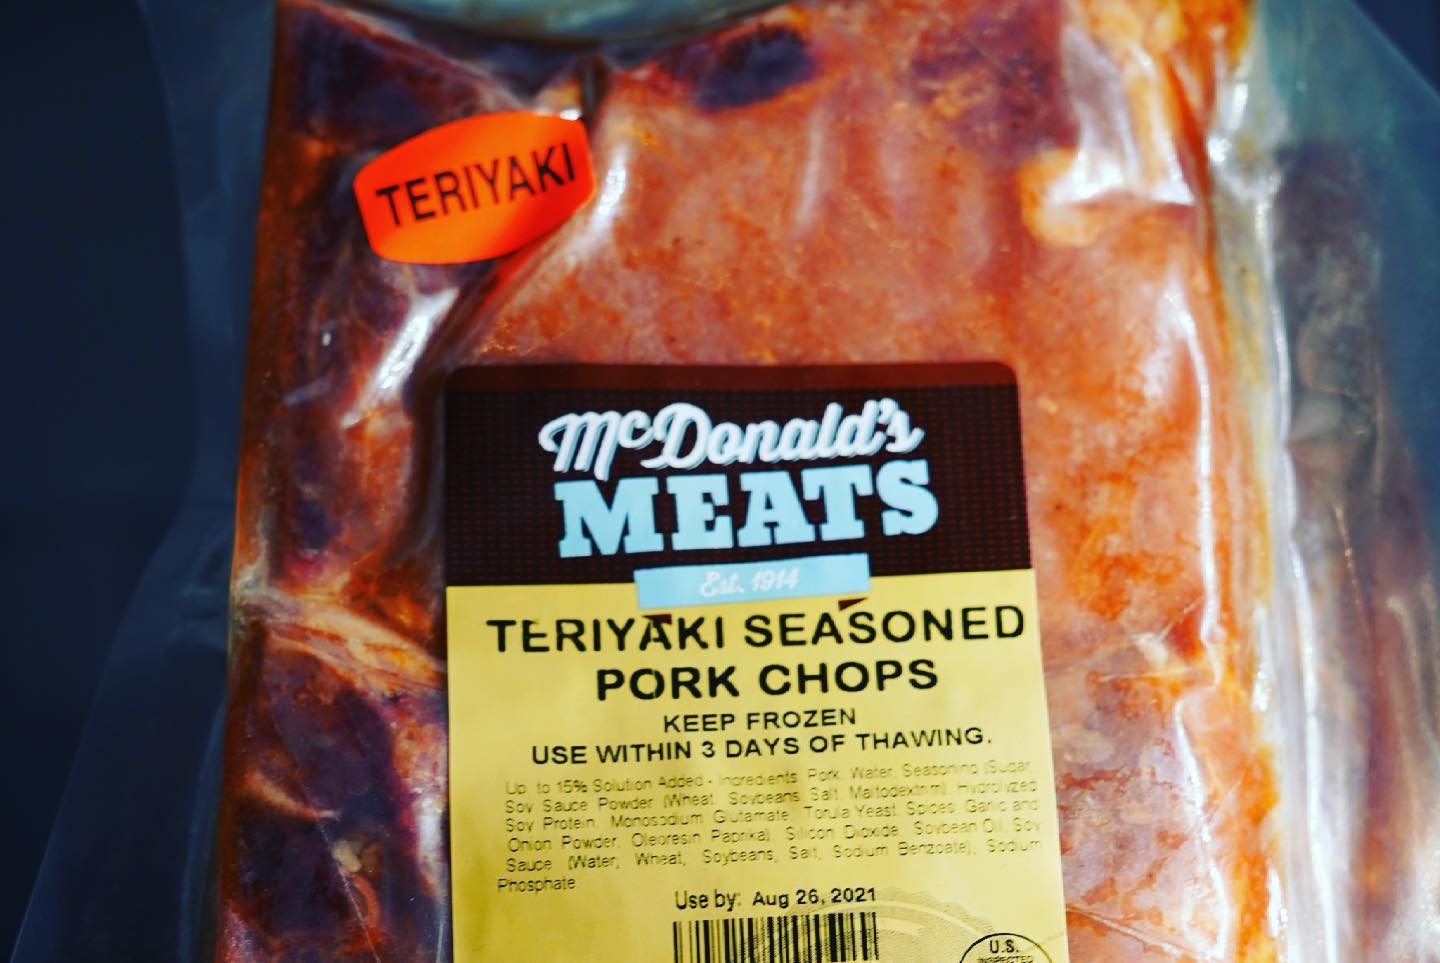 TERIYAKI
McDonald's
MEATS
Est. 1914
TERIYAKI SEASONED
PORK CHOPS
KEEP FROZEN
USE WITHIN 3 DAYS OF THAWING.
Up to 15% Solution Added - Ingredients: Pork, Water, Seasoning (Sugar,
Soy Sauce Powder (Wheat, Soybeans, Salt, Maltodextrin), Hydrolyzed
Soy Protein, Monosodium Glutamate, Torula Yeast, Spices, Garlic and
Onion Powder, Oleoresin Paprika), Silicon Dioxide, Soybean Oil, Soy
Sauce (Water, Wheat, Soybeans, Salt, Sodium Benzoate), Sodium
Phosphate
Use by: Aug 26, 2021
U.S.
INSPECTED